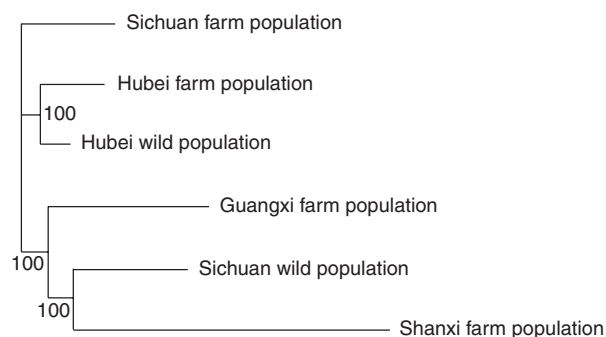 Sichuan farm population
Hubei farm population
100
Hubei wild population
Guangxi farm population
100
Sichuan wild population
100
Shanxi farm population